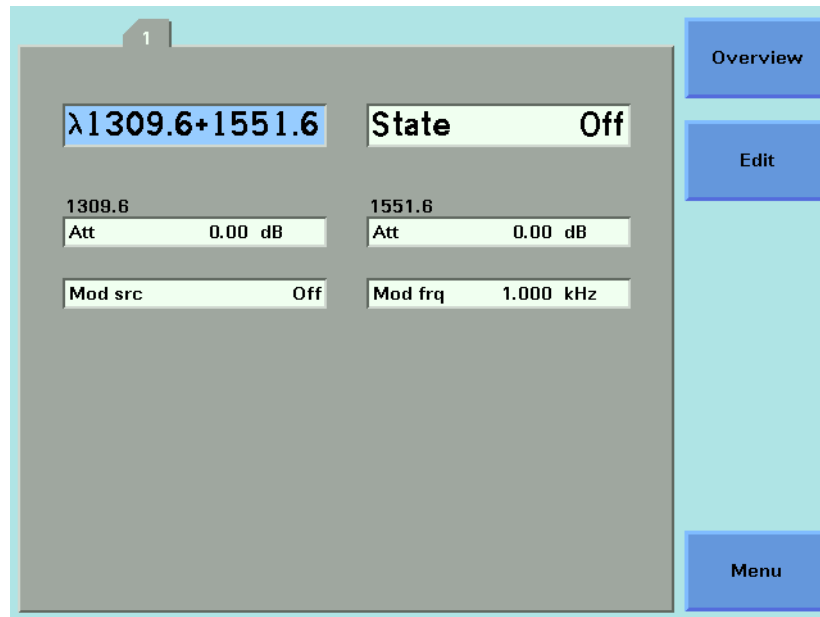 1
Overview
λ1309.6+1551.6
State Off
Edit
1309.6
1551.6
Att 0.00 dB
Att 0.00 dB
Mod src Off
Mod frq 1.000 kHz
Menu